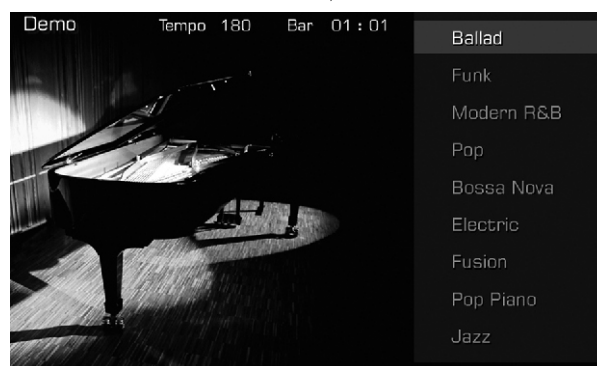 Demo Tempo 180 Bar 01 : 01
Ballad
Funk
Modern R&B
Pop
Bossa Nova
Electric
Fusion
Pop Piano
Jazz